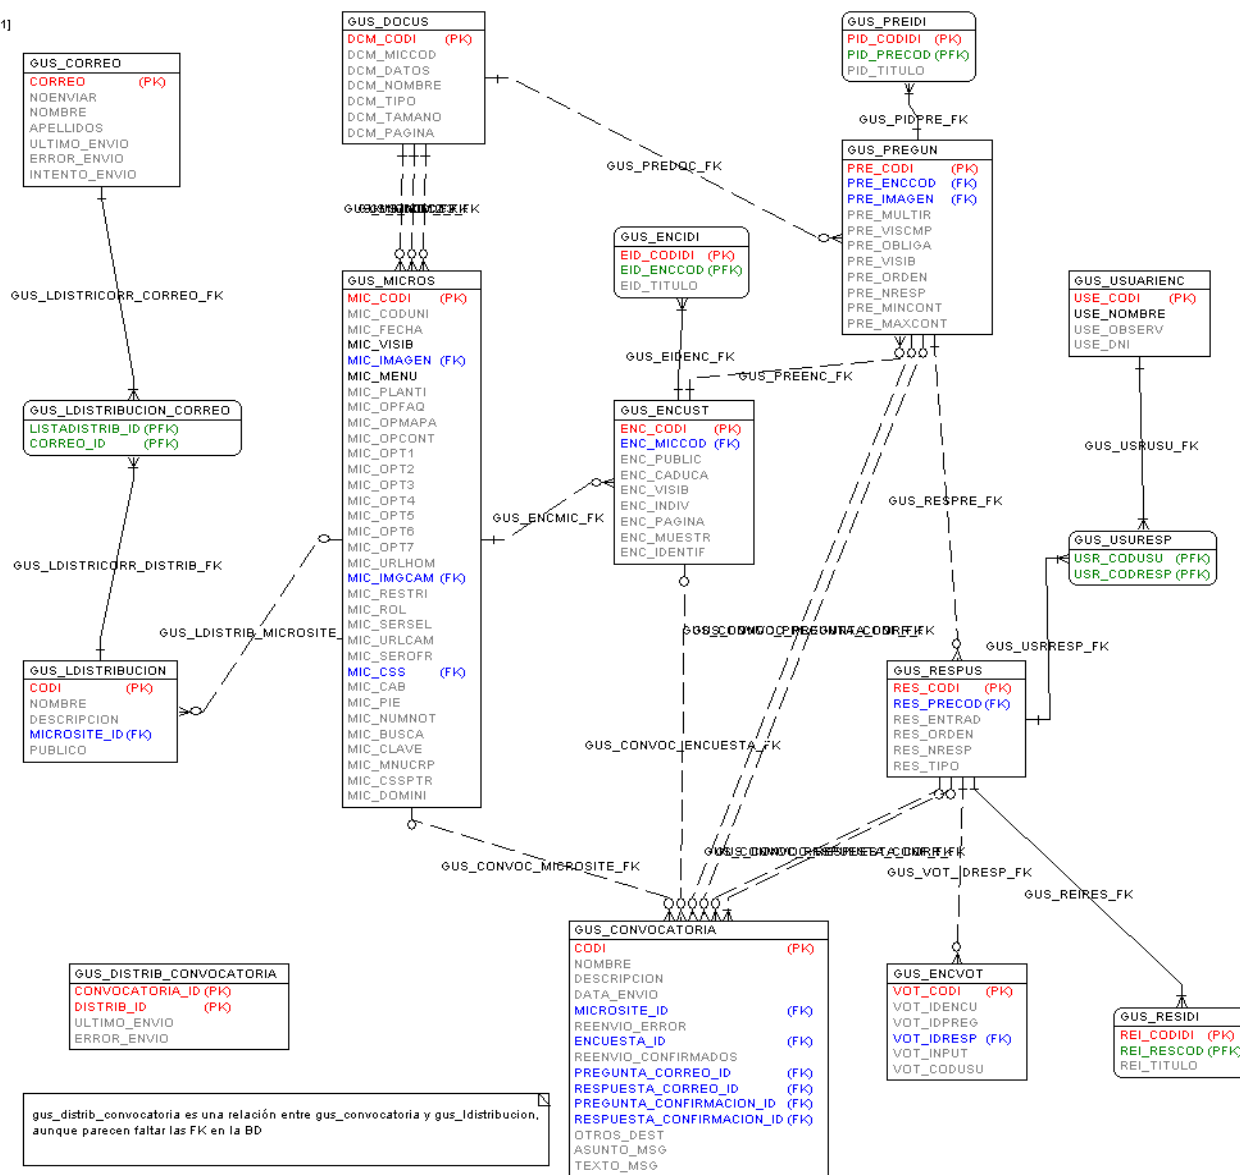 1]
GUS_CORREO
CORREO (PK)
NOENVIAR
NOMBRE
APELLIDOS
ULTIMO_ENVIO
ERROR_ENVIO
INTENTO_ENVIO
GUS_DOCUS
DCM_CODI (PK)
DCM_MICCOD
DCM_DATOS
DCM_NOMBRE
DCM_TIPO
DCM_TAMANO
DCM_PAGINA
GUS_PREIDI
PID_CODIDI (PK)
PID_PRECOD (PFK)
PID_TITULO
GUS_PIDPRE_FK
GUS_PREDOC_FK
GUS_PREGUN
PRE_CODI (PK)
PRE_ENCCOD (FK)
PRE_IMAGEN (FK)
PRE_MULTIR
PRE_VISCMP
PRE_OBLIGA
PRE_VISIB
PRE_ORDEN
PRE_NRESP
PRE_MINCONT
PRE_MAXCONT
GUS_ENCIDI
EID_CODIDI (PK)
EID_ENCCOD (PFK)
EID_TITULO
GUS_USUARIENC
USE_CODI (PK)
USE_NOMBRE
USE_OBSERV
USE_DNI
GUS_LDISTRICORR_CORREO_FK
GUS_MICROS
MIC_CODI (PK)
MIC_CODUNI
MIC_FECHA
MIC_VISIB
MIC_IMAGEN (FK)
MIC_MENU
MIC_PLANTI
MIC_OPFAQ
MIC_OPMAPA
MIC_OPCONT
MIC_OPT1
MIC_OPT2
MIC_OPT3
MIC_OPT4
MIC_OPT5
MIC_OPT6
MIC_OPT7
MIC_URLHOM
MIC_IMGCAM (FK)
MIC_RESTRI
MIC_ROL
MIC_SERSEL
MIC_URLCAM
MIC_SEROFR
MIC_CSS (FK)
MIC_CAB
MIC_PIE
MIC_NUMNOT
MIC_BUSCA
MIC_CLAVE
MIC_MNUCRP
MIC_CSSPTR
MIC_DOMINI
GUS_EIDENC_FK
GUS_PREENC_FK
GUS_LDISTRIBUCION_CORREO
LISTADISTRIB_ID (PFK)
CORREO_ID (PFK)
GUS_ENCUST
ENC_CODI (PK)
ENC_MICCOD (FK)
ENC_PUBLIC
ENC_CADUCA
ENC_VISIB
ENC_INDIV
ENC_PAGINA
ENC_MUESTR
ENC_IDENTIF
GUS_USRUSU_FK
GUS_RESPRE_FK
GUS_ENCMIC_FK
GUS_USURESP
USR_CODUSU (PFK)
USR_CODRESP (PFK)
GUS_LDISTRICORR_DISTRIB_FK
GUS_LDISTRIB_MICROSITE
GUS_USRRESP_FK
GUS_LDISTRIBUCION
CODI (PK)
NOMBRE
DESCRIPCION
MICROSITE_ID (FK)
PUBLICO
GUS_RESPUS
RES_CODI (PK)
RES_PRECOD (FK)
RES_ENTRAD
RES_ORDEN
RES_NRESP
RES_TIPO
GUS_CONVOC_ENCUESTA_FK
GUS_CONVOC_MICROSITE_FK
GUS_VOT_IDRESP_FK
GUS_REIRES_FK
GUS_CONVOCATORIA
CODI (PK)
NOMBRE
DESCRIPCION
DATA_ENVIO
MICROSITE_ID (FK)
REENVIO_ERROR
ENCUESTA_ID (FK)
REENVIO_CONFIRMADOS
PREGUNTA_CORREO_ID (FK)
RESPUESTA_CORREO_ID (FK)
PREGUNTA_CONFIRMACION_ID (FK)
RESPUESTA_CONFIRMACION_ID (FK)
OTROS_DEST
ASUNTO_MSG
TEXTO_MSG
GUS_DISTRIB_CONVOCATORIA
CONVOCATORIA_ID (PK)
DISTRIB_ID (PK)
ULTIMO_ENVIO
ERROR_ENVIO
GUS_ENCVOT
VOT_CODI (PK)
VOT_IDENCU
VOT_IDPREG
VOT_IDRESP (FK)
VOT_INPUT
VOT_CODUSU
GUS_RESIDI
REI_CODIDI (PK)
REI_RESCOD (PFK)
REI_TITULO
gus_distrib_convocatoria es una relación entre gus_convocatoria y gus_ldistribucion,
aunque parecen faltar las FK en la BD